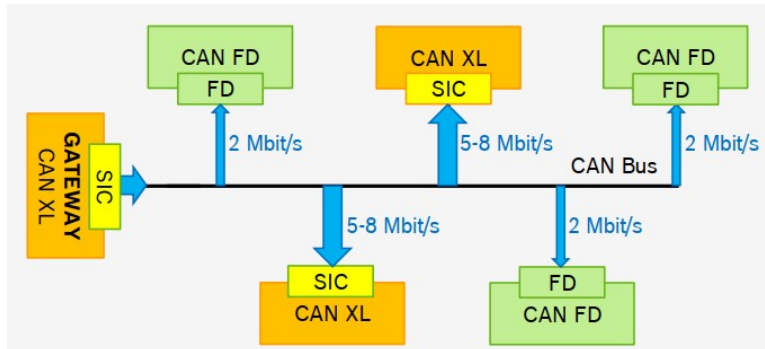 CAN FD
FD
2 Mbit/s
CAN XL
SIC
5-8 Mbit/s
CAN FD
FD
2 Mbit/s
GATEWAY
CAN XL
SIC
CAN Bus
5-8 Mbit/s
SIC
CAN XL
2 Mbit/s
FD
CAN FD